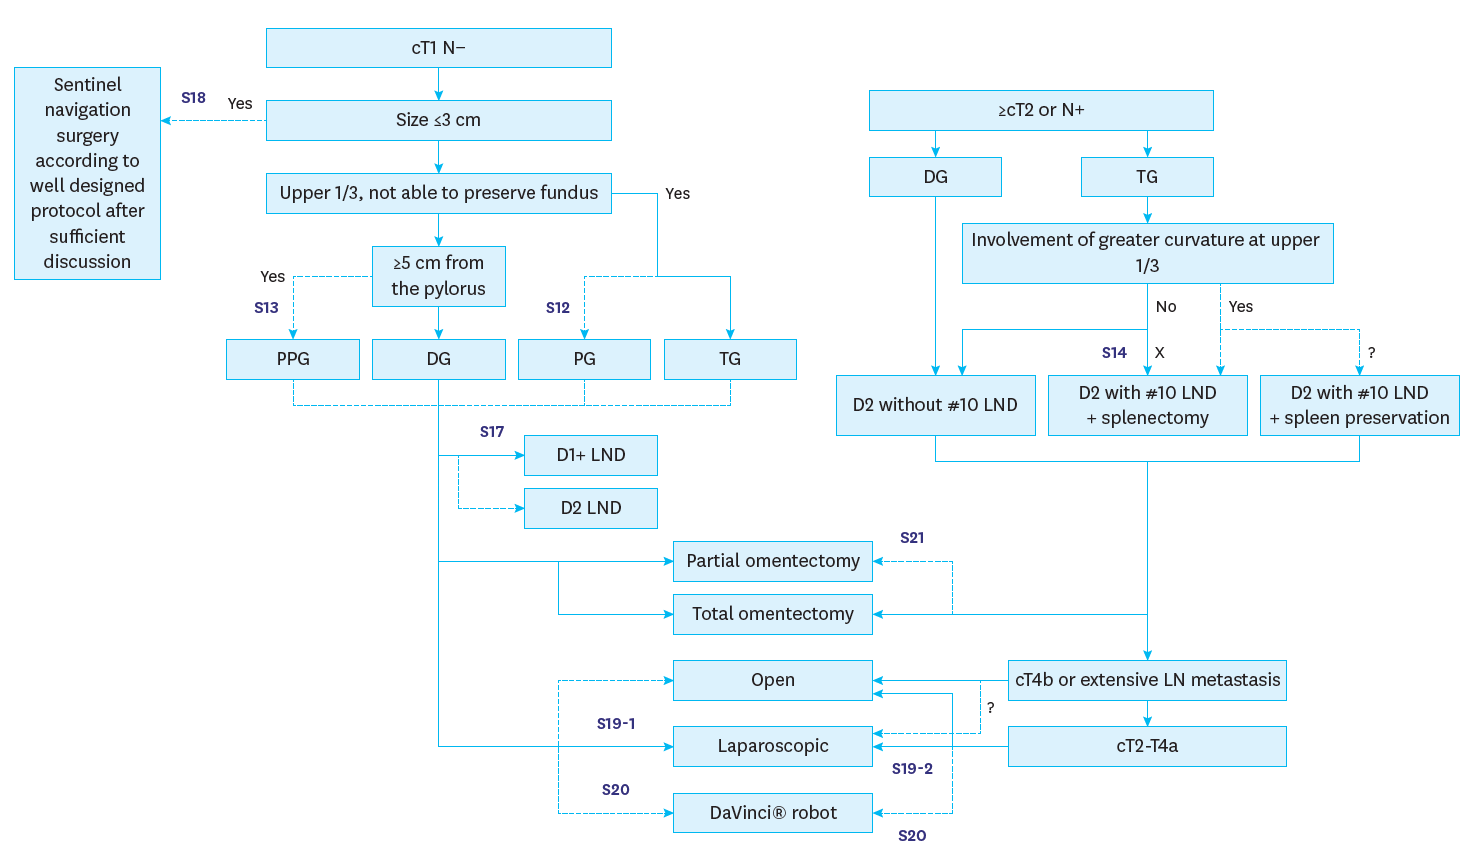 cT1 N–
Sentinel
navigation
surgery
according to
well designed
protocol after
sufficient
discussion
S18
Yes
Size ≤3 cm
Upper 1/3, not able to preserve fundus
Yes
≥5 cm from
the pylorus
Yes
S13
S12
PPG
DG
PG
TG
S17
D1+ LND
D2 LND
≥cT2 or N+
DG
TG
Involvement of greater curvature at upper
1/3
No
Yes
S14
X
?
D2 without #10 LND
D2 with #10 LND
+ splenectomy
D2 with #10 LND
+ spleen preservation
S21
Partial omentectomy
Total omentectomy
Open
cT4b or extensive LN metastasis
?
S19-1
Laparoscopic
cT2-T4a
S19-2
S20
DaVinci® robot
S20